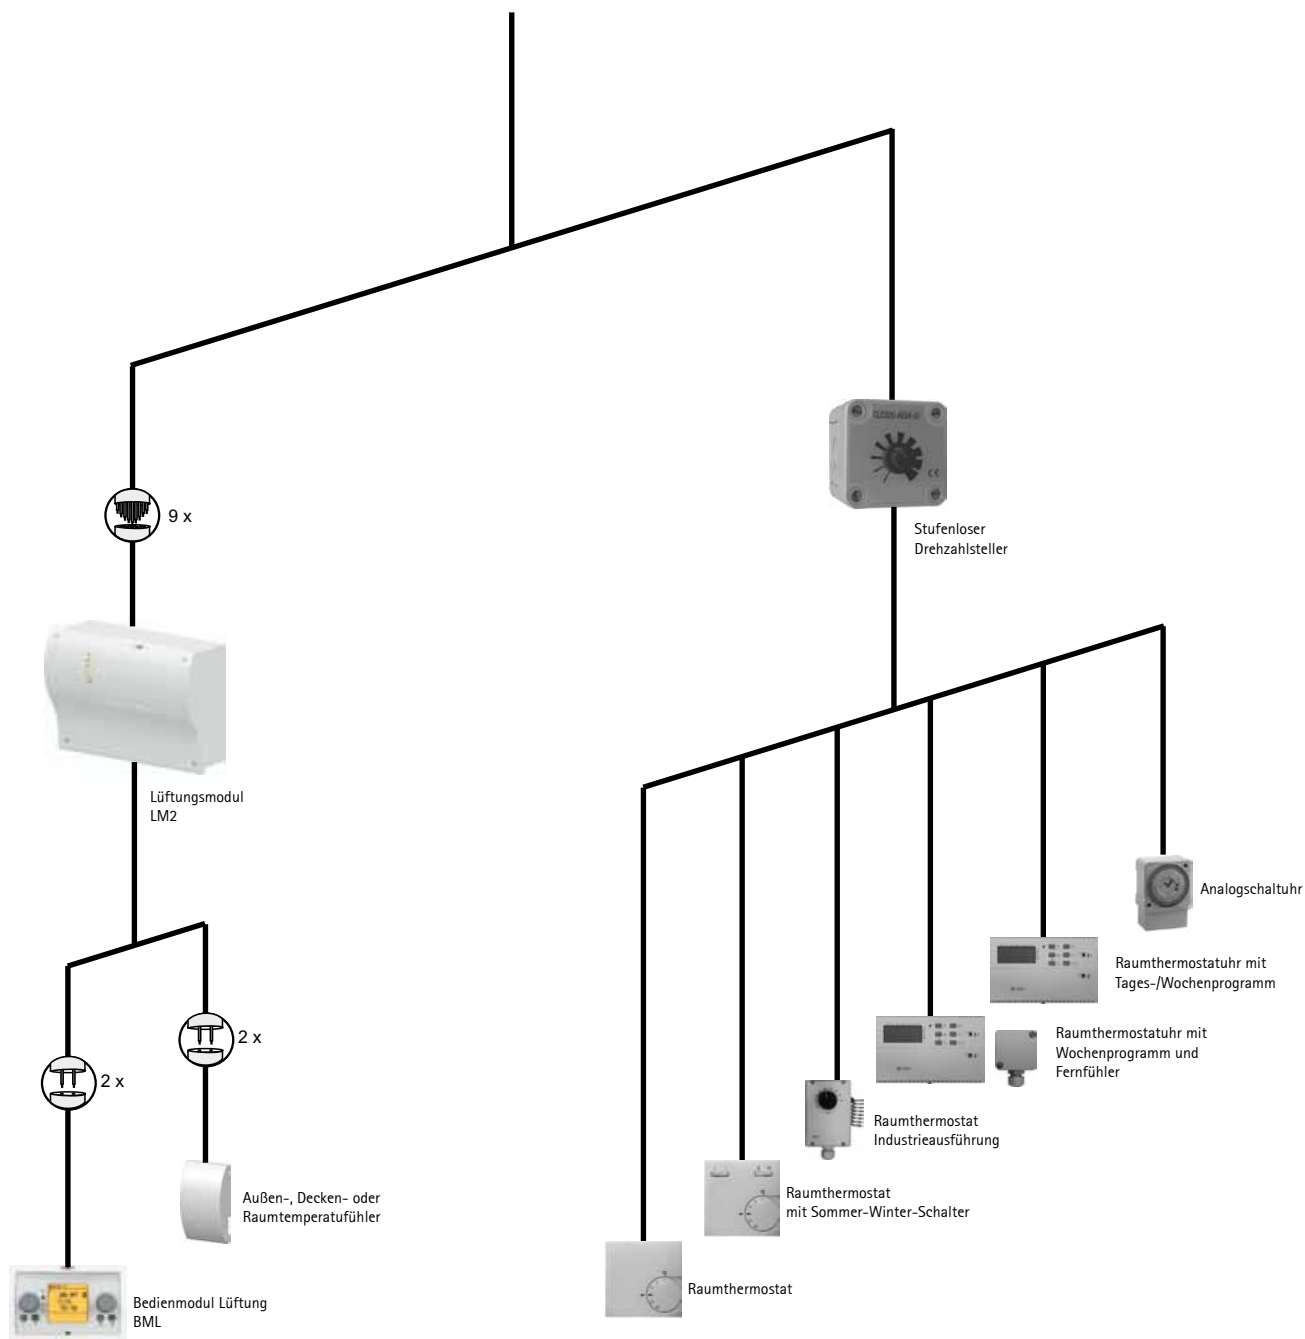 9 x
Stufenloser
Drehzahlsteller
Lüftungsmodul
LM2
Analogschaltuhr
Raumthermostatuhr mit
Tages-/Wochenprogramm
2 x
Raumthermostatuhr mit
Wochenprogramm und
Fernfühler
2 x
Raumthermostat
Industrieausführung
Außen-, Decken- oder
Raumtemperatufühler
Raumthermostat
mit Sommer-Winter-Schalter
Raumthermostat
Bedienmodul Lüftung
BML